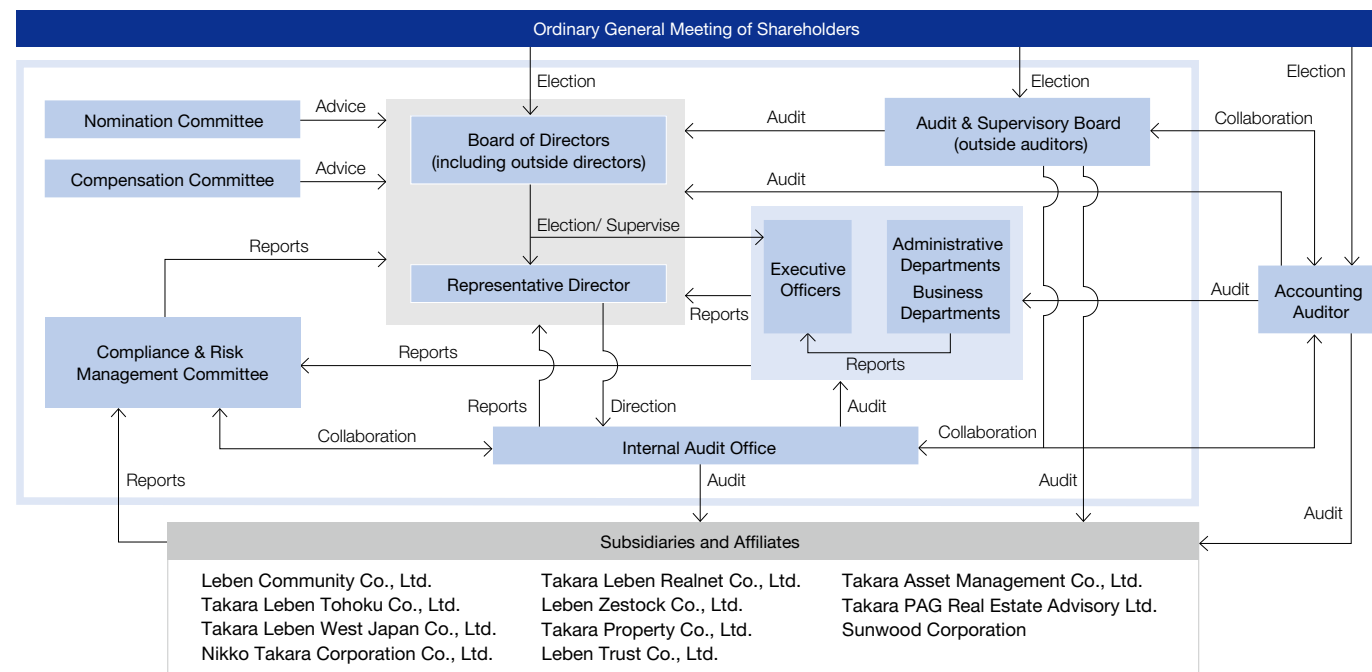 Ordinary General Meeting of Shareholders
Election
Election
Election
Nomination Committee
Advice
Board of Directors
(including outside directors)
Audit
Audit & Supervisory Board
(outside auditors)
Collaboration
Compensation Committee
Advice
Audit
Election/ Supervise
Reports
Executive
Officers
Administrative
Departments
Business
Departments
Representative Director
Reports
Audit
Accounting
Auditor
Compliance & Risk
Management Committee
Reports
Reports
Reports
Direction
Audit
Collaboration
Internal Audit Office
Collaboration
Reports
Audit
Audit
Audit
Subsidiaries and Affiliates
Leben Community Co., Ltd.
Takara Leben Tohoku Co., Ltd.
Takara Leben West Japan Co., Ltd.
Nikko Takara Corporation Co., Ltd.
Takara Leben Realnet Co., Ltd.
Leben Zestock Co., Ltd.
Takara Property Co., Ltd.
Leben Trust Co., Ltd.
Takara Asset Management Co., Ltd.
Takara PAG Real Estate Advisory Ltd.
Sunwood Corporation